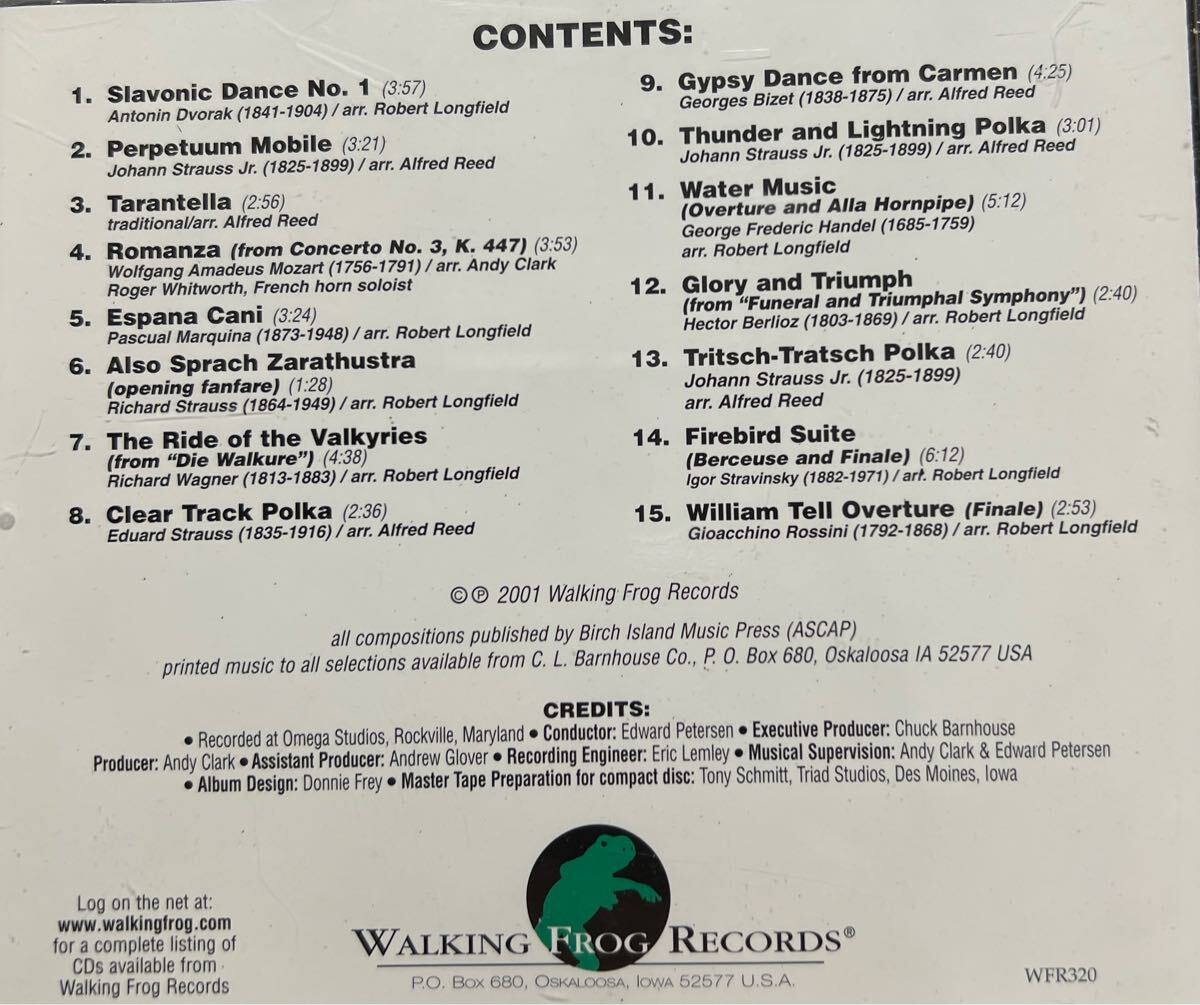 CONTENTS:
1. Slavonic Dance No. 1 (3:57)
Antonin Dvorak (1841-1904) / arr. Robert Longfield
2. Perpetuum Mobile (3:21)
Johann Strauss Jr. (1825-1899) / arr. Alfred Reed
3. Tarantella (2:56)
traditional/arr. Alfred Reed
4. Romanza (from Concerto No. 3, K. 447) (3:53)
Wolfgang Amadeus Mozart (1756-1791) / arr. Andy Clark
Roger Whitworth, French horn soloist
5. Espana Cani (3:24)
Pascual Marquina (1873-1948) / arr. Robert Longfield
6. Also Sprach Zarathustra
(opening fanfare) (1:28)
Richard Strauss (1864-1949) / arr. Robert Longfield
7. The Ride of the Valkyries
(from "Die Walkure") (4:38)
Richard Wagner (1813-1883) / arr. Robert Longfield
8. Clear Track Polka (2:36)
Eduard Strauss (1835-1916) / arr. Alfred Reed
9. Gypsy Dance from Carmen (4:25)
Georges Bizet (1838-1875) / arr. Alfred Reed
10. Thunder and Lightning Polka (3:01)
Johann Strauss Jr. (1825-1899) / arr. Alfred Reed
11. Water Music
(Overture and Alla Hornpipe) (5:12)
George Frederic Handel (1685-1759)
arr. Robert Longfield
12. Glory and Triumph
(from "Funeral and Triumphal Symphony") (2:40)
Hector Berlioz (1803-1869) / arr. Robert Longfield
13. Tritsch-Tratsch Polka (2:40)
Johann Strauss Jr. (1825-1899)
arr. Alfred Reed
14. Firebird Suite
(Berceuse and Finale) (6:12)
Igor Stravinsky (1882-1971) / arr. Robert Longfield
15. William Tell Overture (Finale) (2:53)
Gioacchino Rossini (1792-1868) / arr. Robert Longfield
©℗ 2001 Walking Frog Records
all compositions published by Birch Island Music Press (ASCAP)
printed music to all selections available from C. L. Barnhouse Co., P. O. Box 680, Oskaloosa IA 52577 USA
CREDITS:
• Recorded at Omega Studios, Rockville, Maryland • Conductor: Edward Petersen • Executive Producer: Chuck Barnhouse
Producer: Andy Clark • Assistant Producer: Andrew Glover • Recording Engineer: Eric Lemley • Musical Supervision: Andy Clark & Edward Petersen
• Album Design: Donnie Frey • Master Tape Preparation for compact disc: Tony Schmitt, Triad Studios, Des Moines, Iowa
Log on the net at:
www.walkingfrog.com
for a complete listing of
CDs available from
Walking Frog Records
WALKING FROG RECORDS®
P.O. BOX 680, OSKALOOSA, IOWA 52577 U.S.A.
WFR320